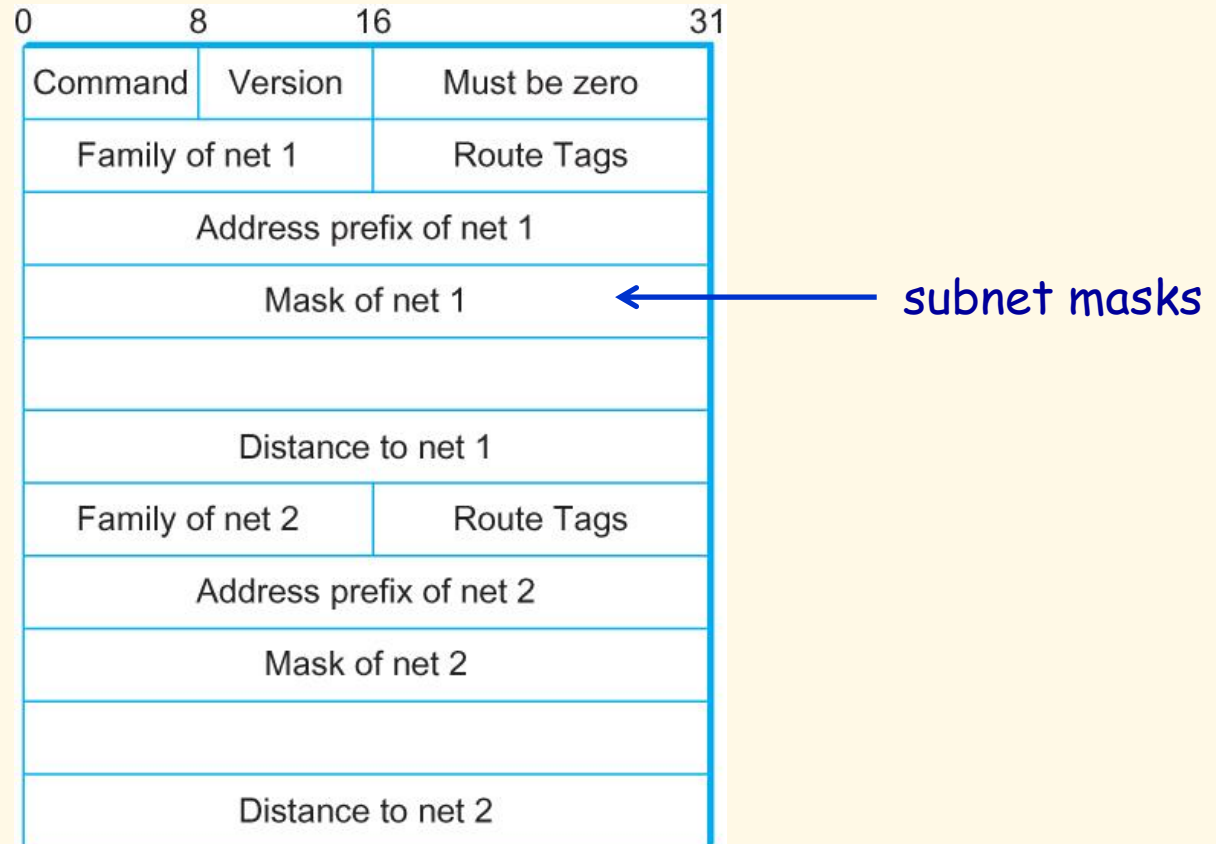 0 8 16 31
Command Version Must be zero
Family of net 1 Route Tags
Address prefix of net 1
Mask of net 1 subnet masks
Distance to net 1
Family of net 2 Route Tags
Address prefix of net 2
Mask of net 2
Distance to net 2